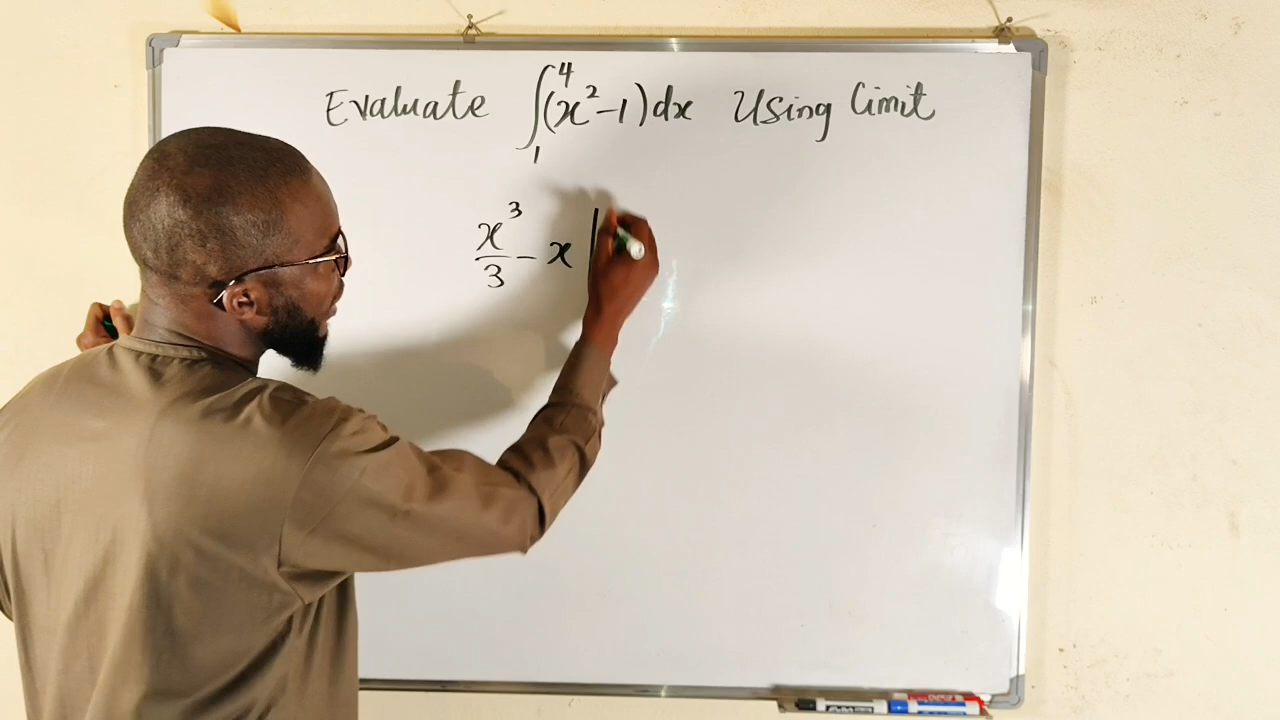 Evaluate ∫₁⁴(x²-1)dx Using limit
x³/3 - x |